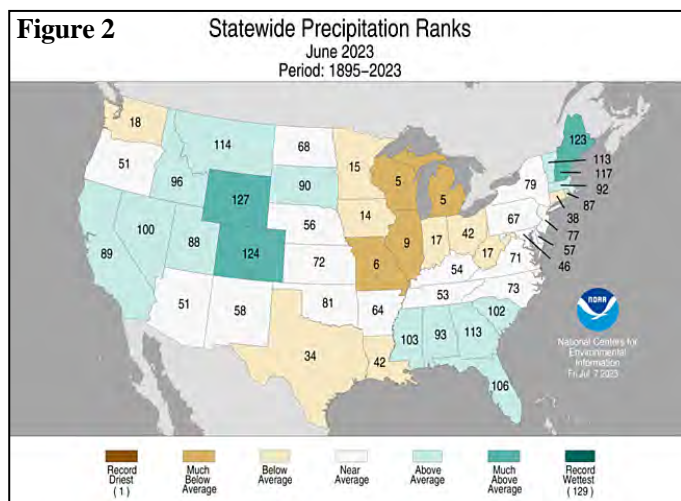 Figure 2
Statewide Precipitation Ranks
June 2023
Period: 1895–2023
18
114
68
15
5
5
123
51
96
127
90
79
113
117
92
87
38
77
57
46
89
100
88
124
56
14
9
17
42
17
67
71
72
6
54
73
51
58
81
64
53
102
34
42
103
93
113
106
NOAA
National Centers for
Environmental
Information
Fri Jul 7 2023
Record
Driest
( 1 )
Much
Below
Average
Below
Average
Near
Average
Above
Average
Much
Above
Average
Record
Wettest
( 129 )